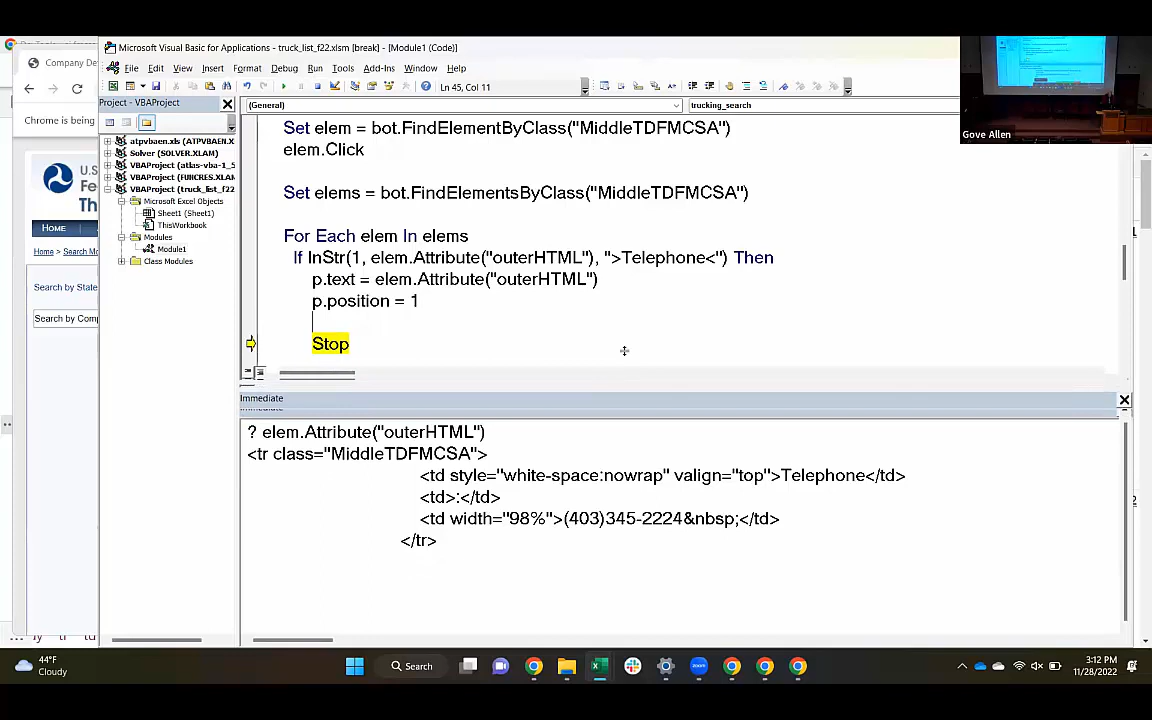 Microsoft Visual Basic for Applications - truck_list_f22.xlsm [break] - [Module1 (Code)]
File Edit View Insert Format Debug Run Tools Add-Ins Window Help
Ln 45, Col 11
Project - VBAProject
(General)
trucking_search
Gove Allen
Company De
Chrome is being
U.S
Fed
Th
HOME
Home > Search Mo
Search by State
Search by Comp
atpvbaen.xls (ATPVBAEN.X
Solver (SOLVER.XLAM)
VBAProject (atlas-vba-1_5
VBAProject (FUNCRES.XLAM)
VBAProject (truck_list_f22
Microsoft Excel Objects
Sheet1 (Sheet1)
ThisWorkbook
Modules
Module1
Class Modules
Set elem = bot.FindElementByClass("MiddleTDFMCSA")
elem.Click
Set elems = bot.FindElementsByClass("MiddleTDFMCSA")
For Each elem In elems
If InStr(1, elem.Attribute("outerHTML"), ">Telephone<") Then
p.text = elem.Attribute("outerHTML")
p.position = 1
Stop
Immediate
? elem.Attribute("outerHTML")
<tr class="MiddleTDFMCSA">
<td style="white-space:nowrap" valign="top">Telephone</td>
<td>:</td>
<td width="98%">(403)345-2224&nbsp;</td>
</tr>
44°F
Cloudy
Search
3:12 PM
11/28/2022